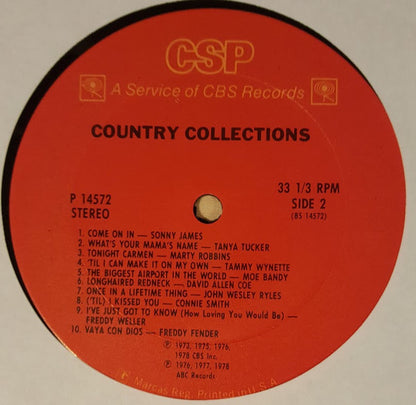 CSP
A Service of CBS Records
COUNTRY COLLECTIONS
P 14572
STEREO
33 1/3 RPM
SIDE 2
(BS 14572)
1. COME ON IN — SONNY JAMES
2. WHAT'S YOUR MAMA'S NAME — TANYA TUCKER
3. TONIGHT CARMEN — MARTY ROBBINS
4. 'TIL I CAN MAKE IT ON MY OWN — TAMMY WYNETTE
5. THE BIGGEST AIRPORT IN THE WORLD — MOE BANDY
6. LONGHAIRED REDNECK — DAVID ALLEN COE
7. ONCE IN A LIFETIME THING — JOHN WESLEY RYLES
8. ('TIL) I KISSED YOU — CONNIE SMITH
9. I'VE JUST GOT TO KNOW (How Loving You Would Be) —
FREDDY WELLER
10. VAYA CON DIOS — FREDDY FENDER
℗ 1973, 1975, 1976,
1978 CBS Inc.
℗ 1976, 1977, 1978
ABC Records
Marcas Reg. Printed in U.S.A.